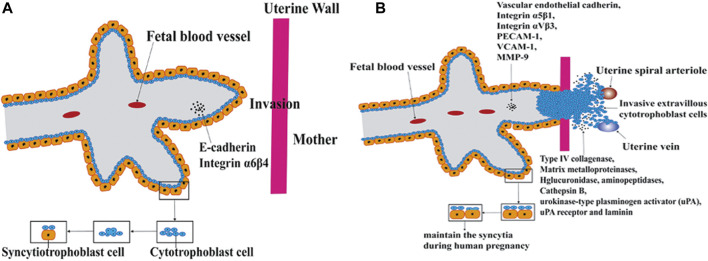 A
Uterine Wall
Fetal blood vessel
Invasion
E-cadherin
Integrin α6β4
Mother
Syncytiotrophoblast cell
Cytotrophoblast cell
B
Vascular endothelial cadherin,
Integrin α5β1,
Integrin αVβ3,
PECAM-1,
VCAM-1,
MMP-9
Fetal blood vessel
Uterine spiral arteriole
Invasive extravillous
cytotrophoblast cells
Uterine vein
Type IV collagenase,
Matrix metalloproteinases,
Hglucuronidase, aminopeptidases,
Cathepsin B,
urokinase-type plasminogen activator (uPA),
uPA receptor and laminin
maintain the syncytia
during human pregnancy